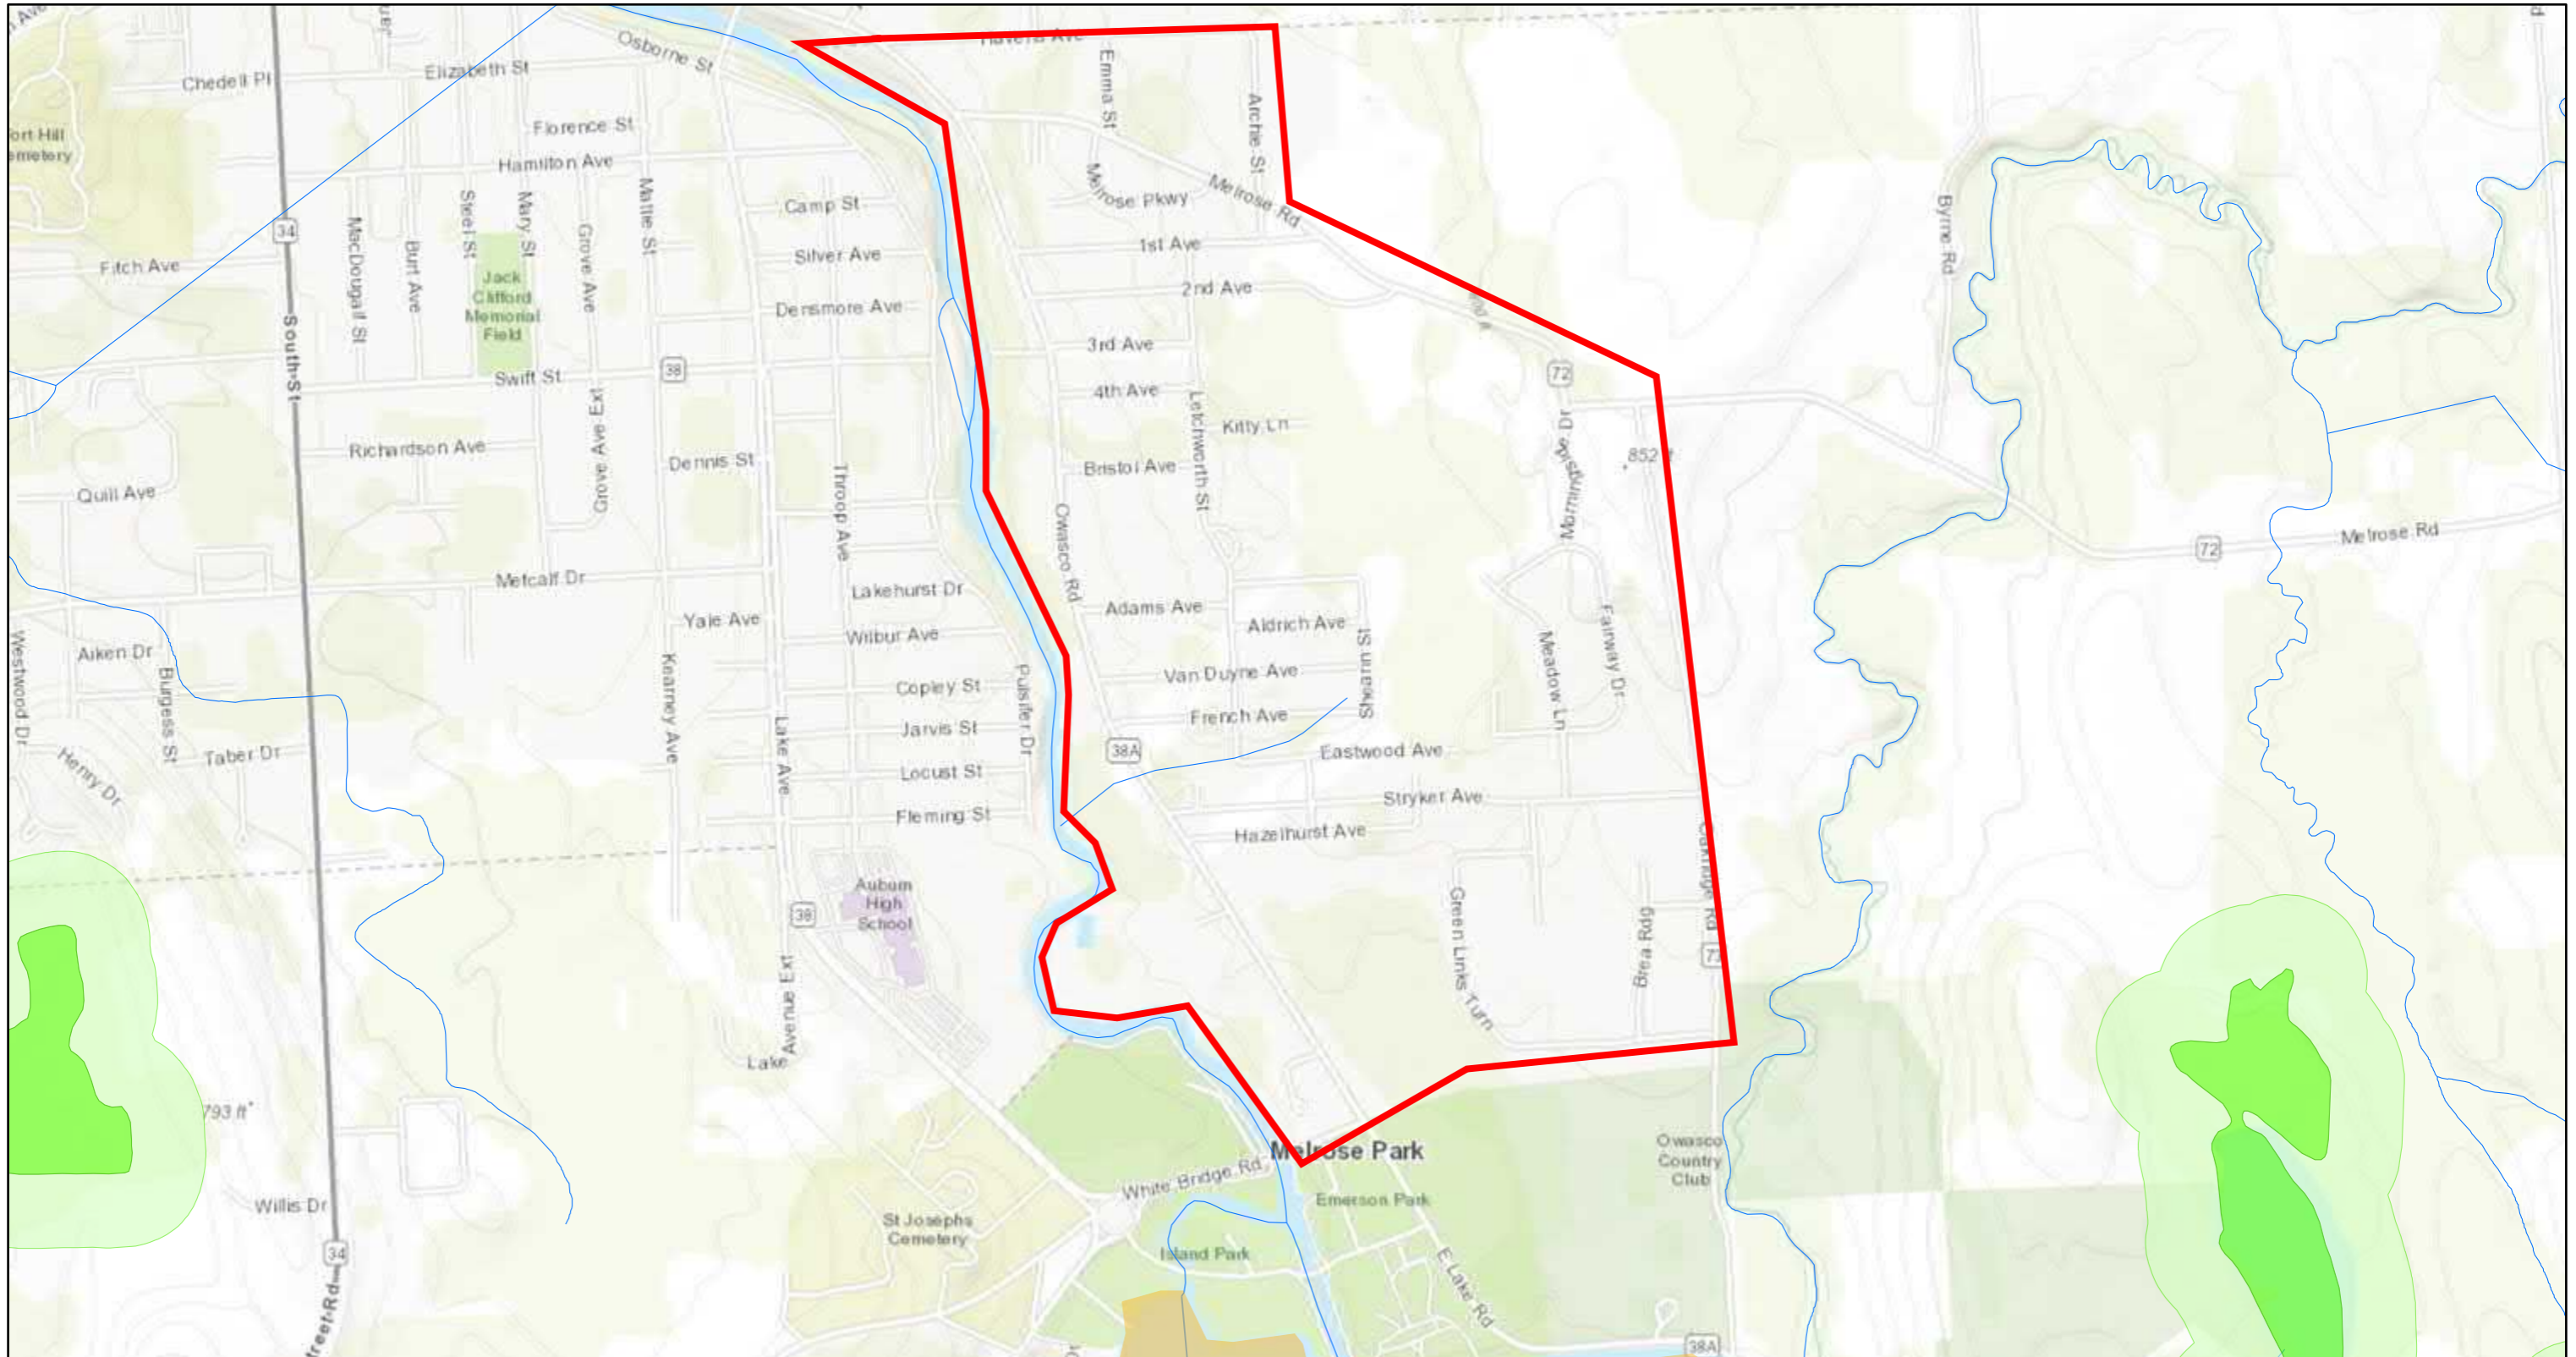 Osborne St
Chedell Pl
Elizabeth St
Emma St
Archie St
Florence St
Hamilton Ave
Steel St
Mary St
Mattie St
Camp St
Melrose Pkwy
Melrose Rd
34
MacDougall St
Burt Ave
Grove Ave
Silver Ave
1st Ave
Byrne Rd
Fitch Ave
Jack
Clifford
Memorial
Field
Densmore Ave
2nd Ave
South St
3rd Ave
Swift St
38
72
4th Ave
Grove Ave Ext
Letchworth St
Kitty Ln
Morningside Dr
Richardson Ave
Dennis St
Throop Ave
Bristol Ave
Quill Ave
Owasco Rd
72
Melrose Rd
Metcalf Dr
Lakehurst Dr
Adams Ave
Aldrich Ave
Yale Ave
Wilbur Ave
Fairway Dr
Meadow Ln
Westwood Dr
Aiken Dr
Burgess St
Kearney Ave
Pulsifer Dr
Van Duyne Ave
Skarin St
Copley St
French Ave
Lake Ave
Jarvis St
38A
Eastwood Ave
Taber Dr
Henry Dr
Locust St
Stryker Ave
Fleming St
Hazelhurst Ave
Oakridge Rd
Auburn
High
School
38
Green Links Turn
Brea Rdg
Lake
Avenue Ext
793 ft
Melrose Park
Owasco
Country
Club
White Bridge Rd
Emerson Park
Willis Dr
St Josephs
Cemetery
Island Park
34
E Lake Rd
38A